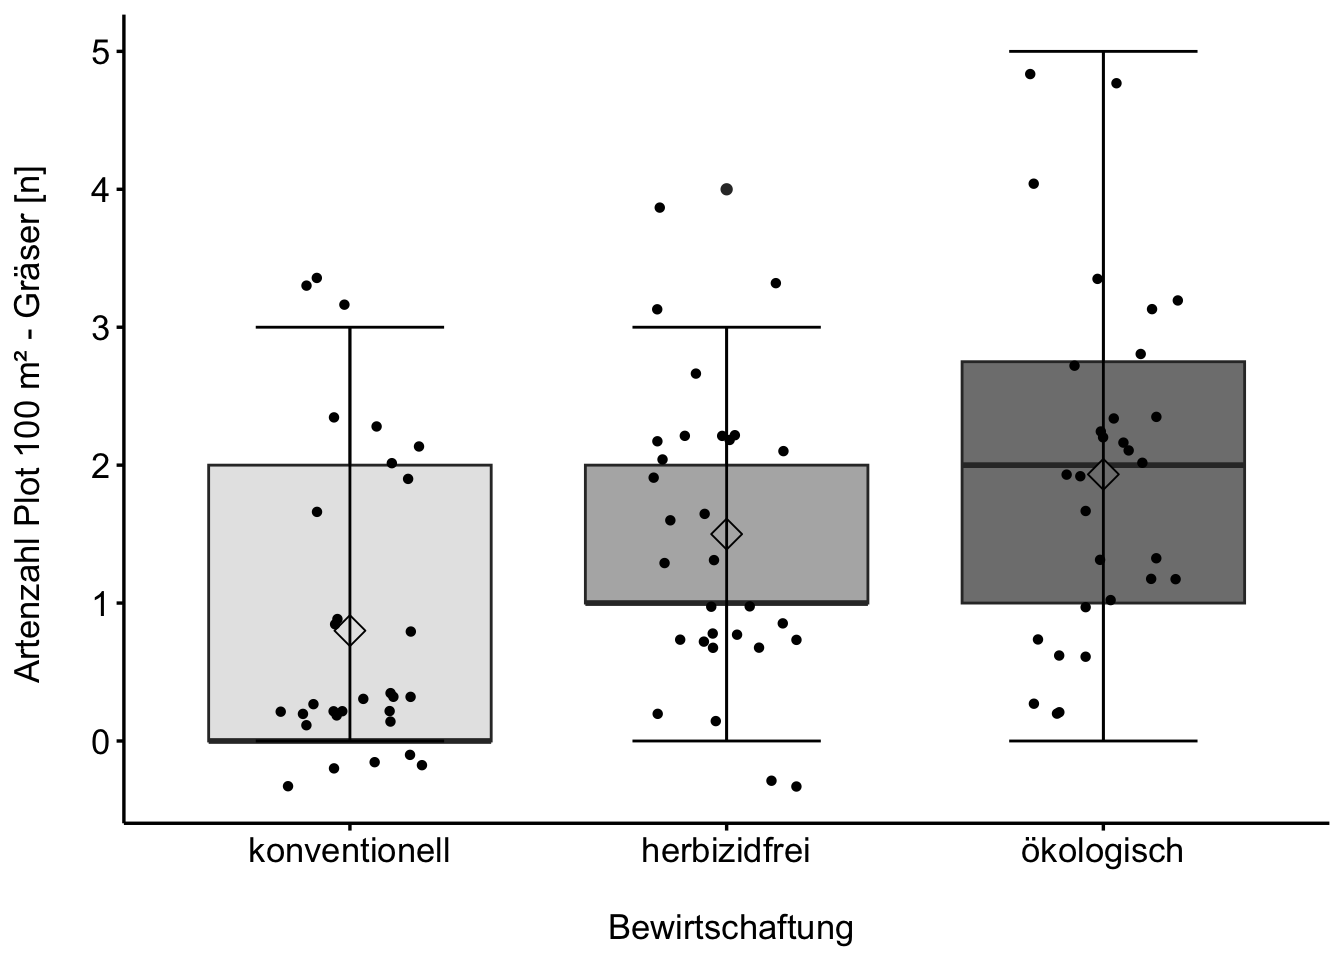 Artenzahl Plot 100 m² - Gräser [n]
5
4
3
2
1
0
konventionell herbizidfrei ökologisch
Bewirtschaftung